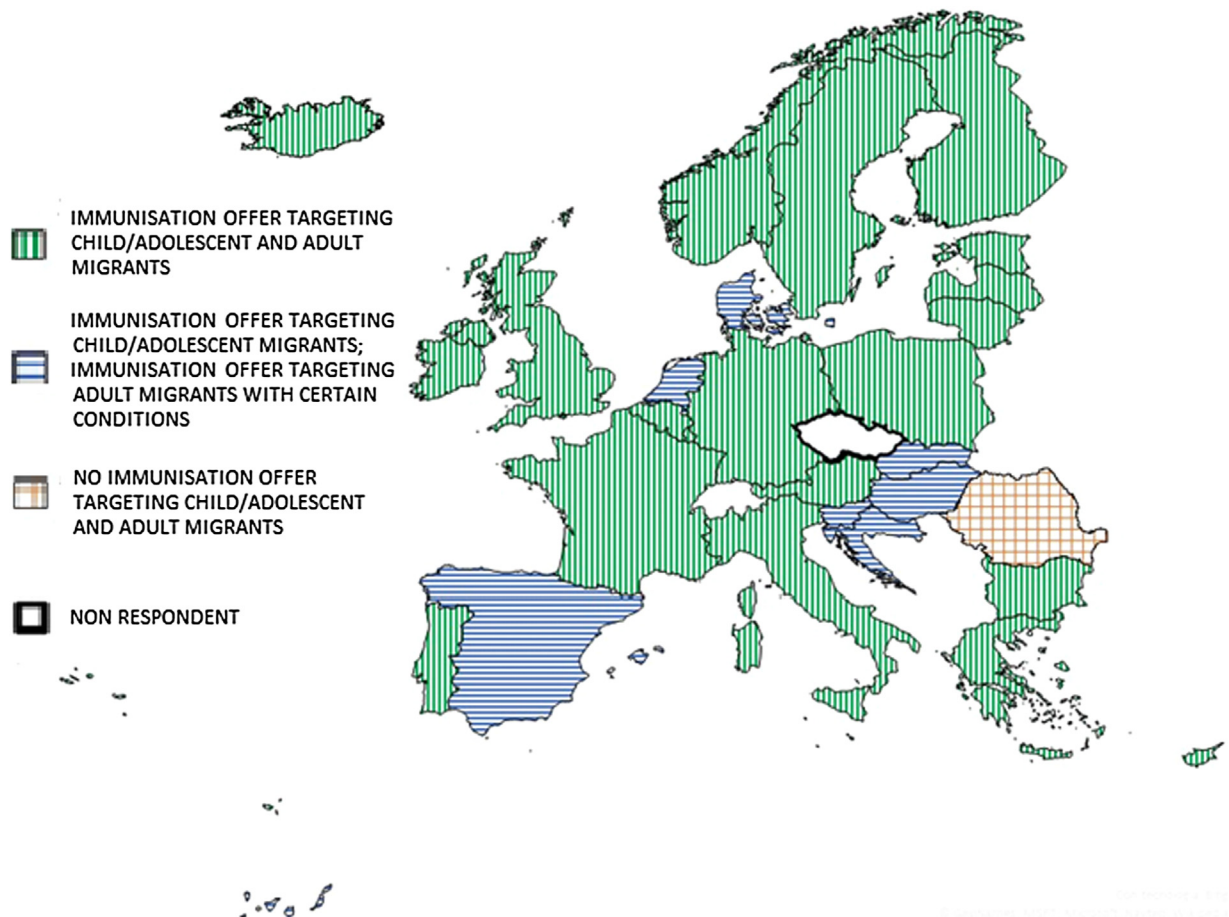 IMMUNISATION OFFER TARGETING
CHILD/ADOLESCENT AND ADULT
MIGRANTS
IMMUNISATION OFFER TARGETING
CHILD/ADOLESCENT MIGRANTS;
IMMUNISATION OFFER TARGETING
ADULT MIGRANTS WITH CERTAIN
CONDITIONS
NO IMMUNISATION OFFER
TARGETING CHILD/ADOLESCENT
AND ADULT MIGRANTS
NON RESPONDENT